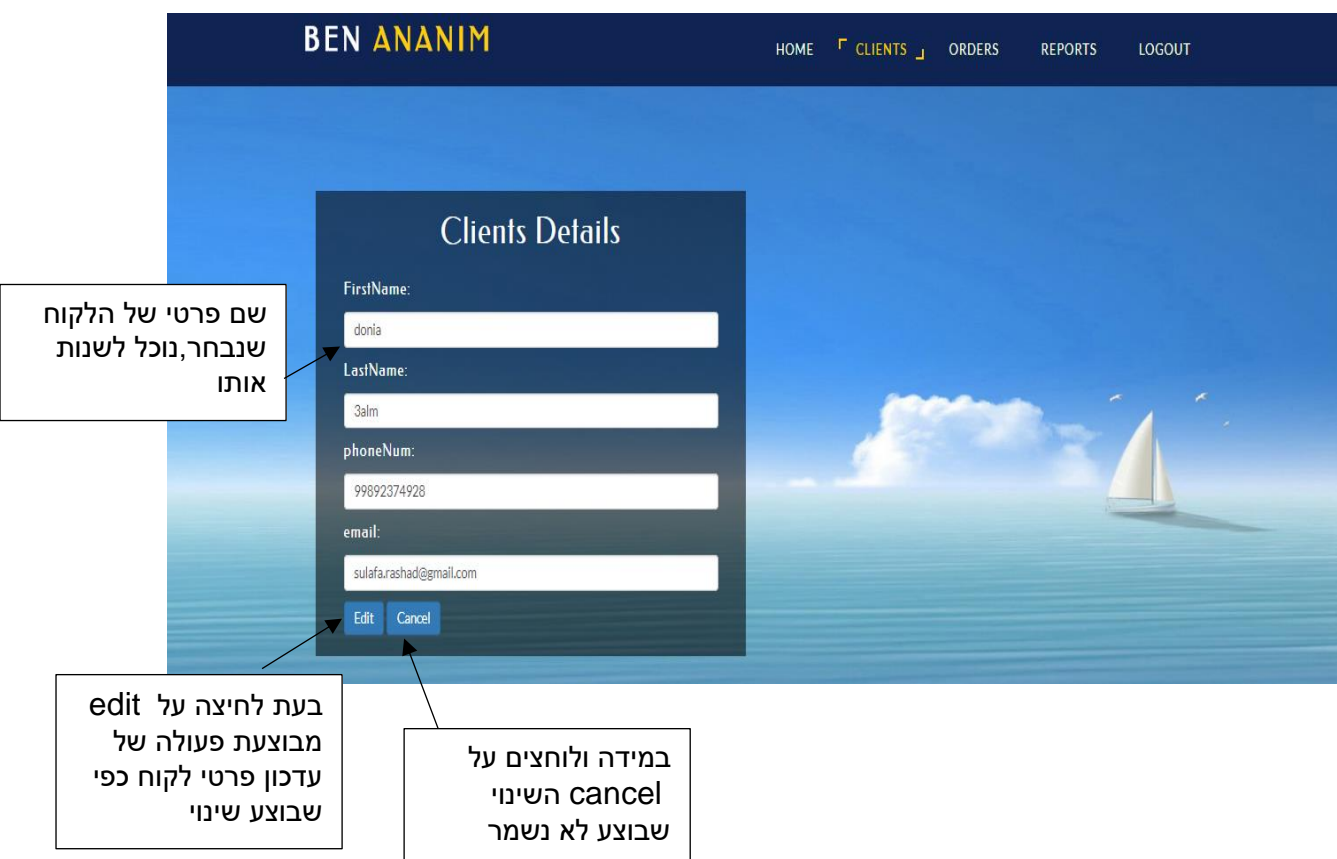 BEN ANANIM
HOME CLIENTS ORDERS REPORTS LOGOUT
Clients Details
FirstName:
donia
LastName:
3alm
phoneNum:
99892374928
email:
sulafa.rashad@gmail.com
Edit Cancel
שם פרטי של הלקוח
שנבחר,נוכל לשנות
אותו
בעת לחיצה על edit
מבוצעת פעולה של
עדכון פרטי לקוח כפי
שבוצע שינוי
במידה ולוחצים על
cancel השינוי
שבוצע לא נשמר